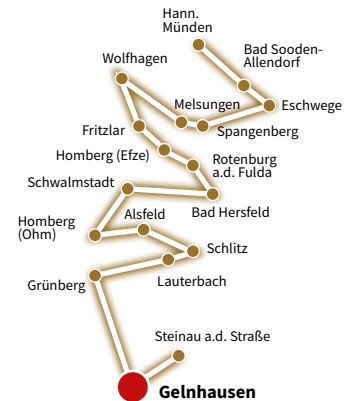 Hann.
Münden
Bad Sooden-
Allendorf
Wolfhagen
Melsungen
Eschwege
Fritzlar
Spangenberg
Homberg (Efze)
Rotenburg
a.d. Fulda
Schwalmstadt
Bad Hersfeld
Homberg
(Ohm)
Alsfeld
Schlitz
Lauterbach
Grünberg
Steinau a.d. Straße
Gelnhausen